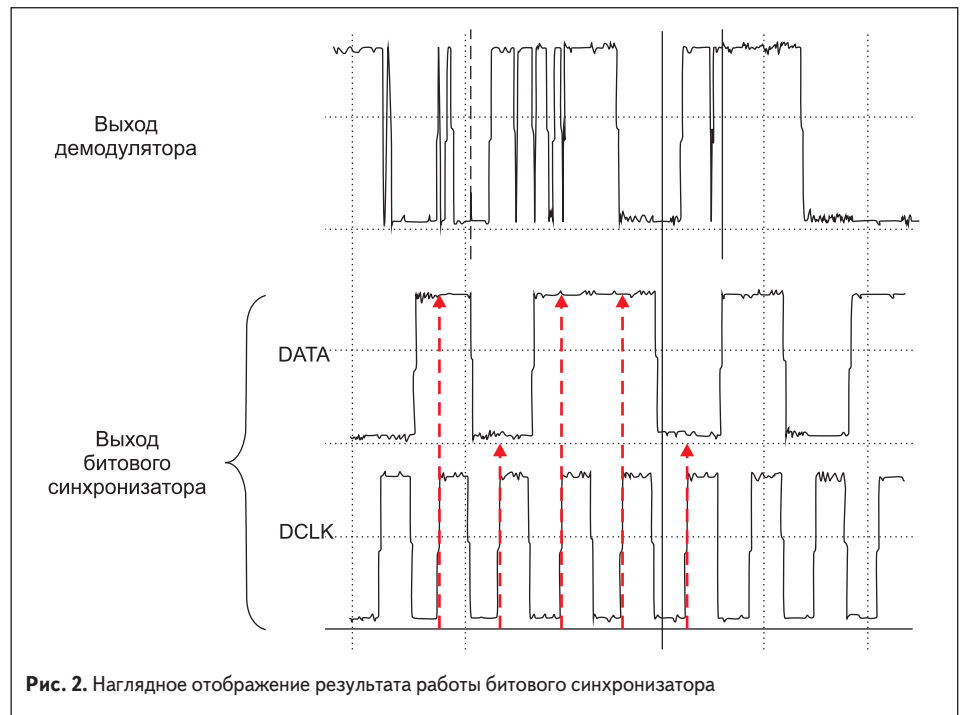 Выход
демодулятора
DATA
Выход
битового
синхронизатора
DCLK
Рис. 2. Наглядное отображение результата работы битового синхронизатора